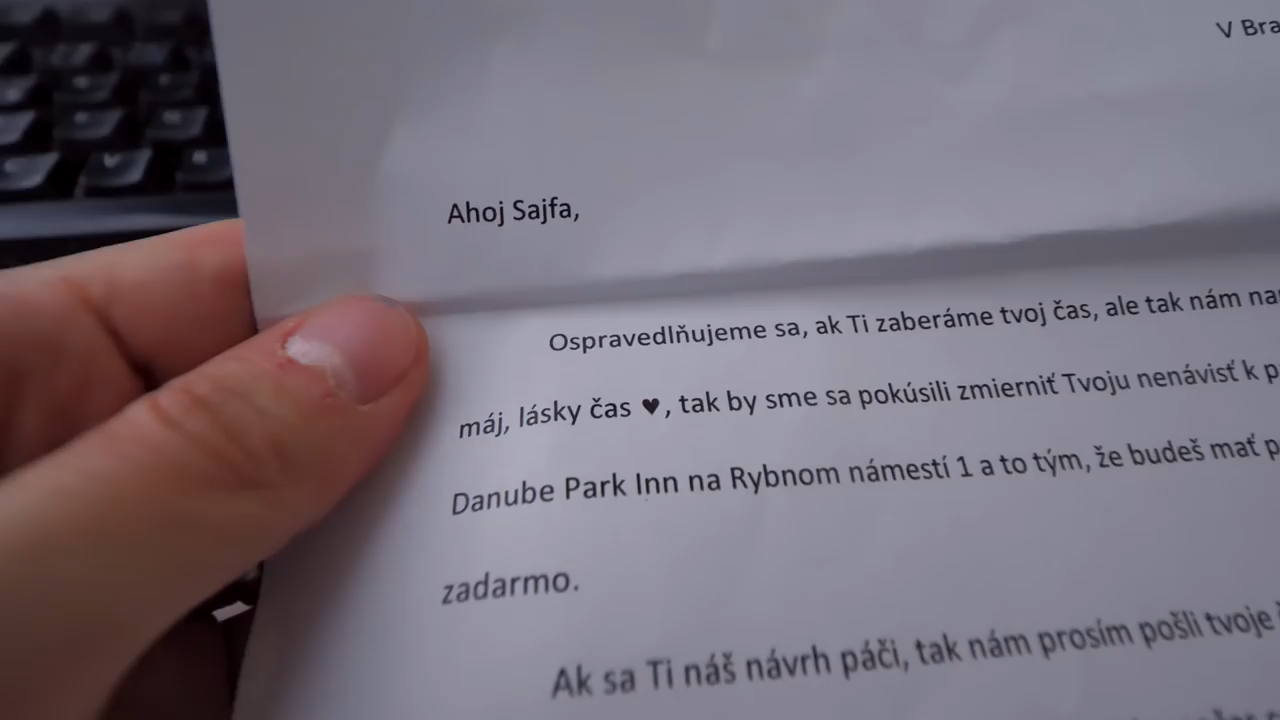 V
Ahoj Sajfa,
Ospravedlňujeme sa, ak Ti zaberáme tvoj čas, ale tak nám
máj, lásky čas ♥, tak by sme sa pokúsili zmierniť Tvoju nenávisť k
Danube Park Inn na Rybnom námestí 1 a to tým, že budeš mať
zadarmo.
Ak sa Ti náš návrh páči, tak nám prosím pošli tvoje